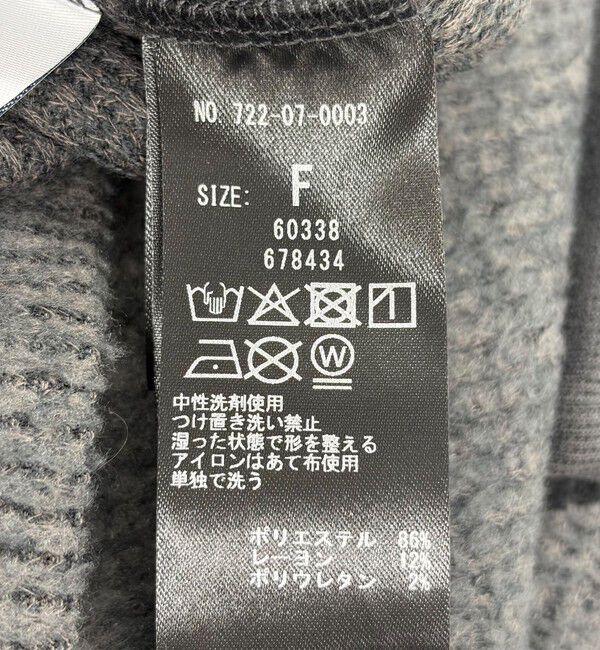 NO 722-07-0003
SIZE: F
60338
678434
W
中性洗剤使用
つけ置き洗い禁止
湿った状態で形を整える
アイロンはあて布使用
単独で洗う
ポリエステル 86%
レーヨン 12%
ポリウレタン 2%